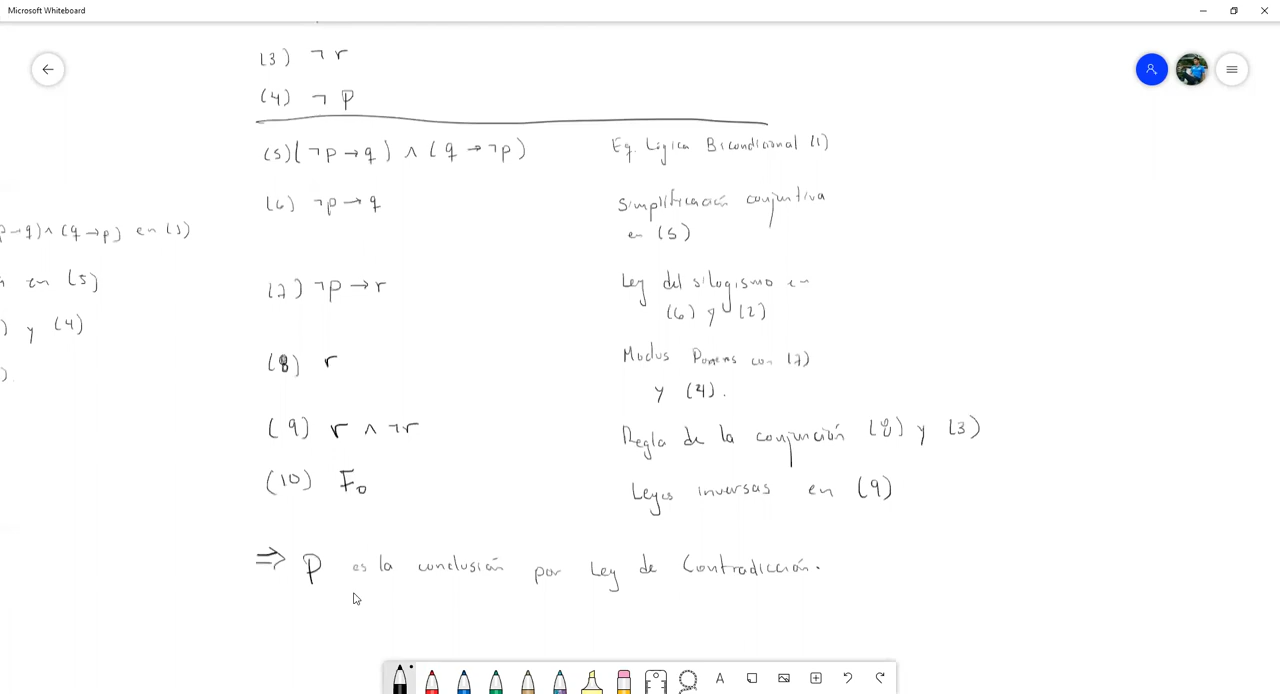 Microsoft Whiteboard
(3) ¬r
(4) ¬p
(5) (¬p → q) ∧ (q → ¬p) Eq. Lógica Bicondicional (1)
(6) ¬p → q Simplificación conjuntiva
en (5)
p → q) ∧ (q → p) en (3)
en (5)
(7) ¬p → r Ley del silogismo en
(6) y (2)
) y (4)
(8) r Modus Ponens con (7)
y (4).
).
(9) r ∧ ¬r Regla de la conjunción (8) y (3)
(10) F₀ Leyes inversas en (9)
⇒ P es la conclusión por Ley de Contradicción.
A